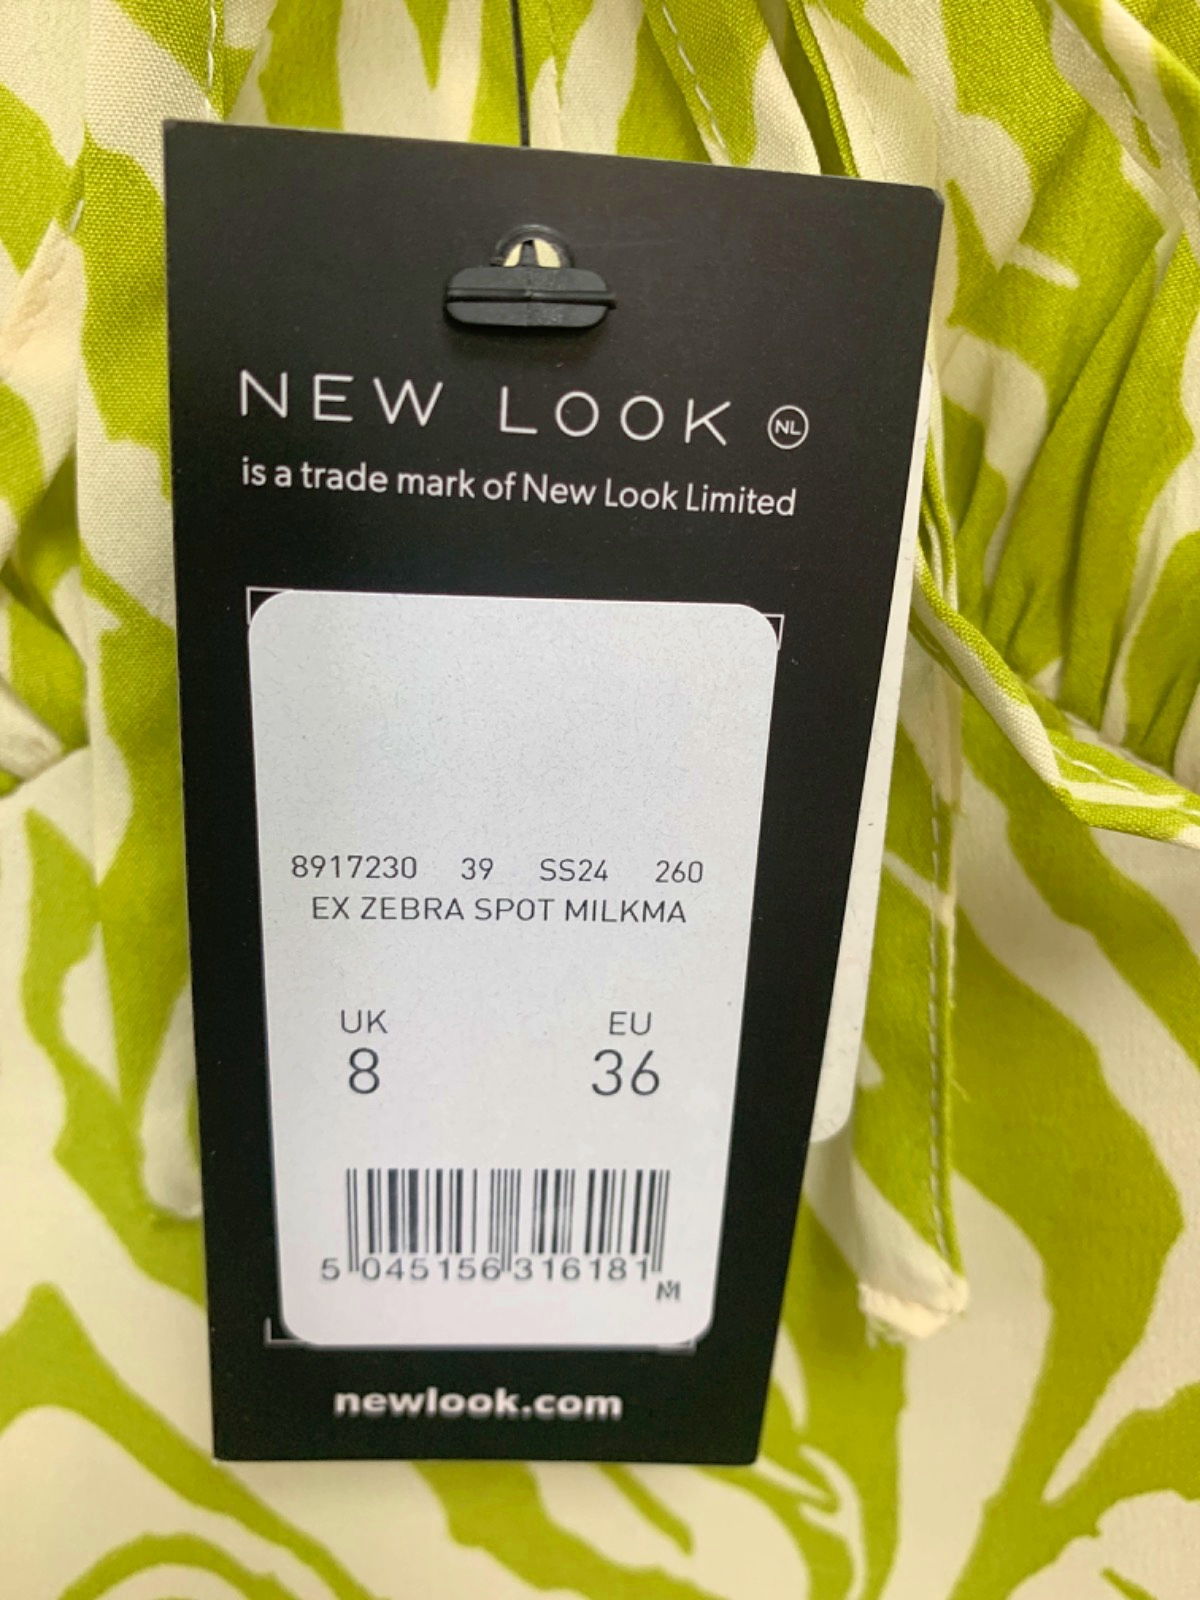 NEW LOOK NL
is a trade mark of New Look Limited
8917230 39 SS24 260
EX ZEBRA SPOT MILKMA
UK EU
8 36
5 045156 316181
M
newlook.com